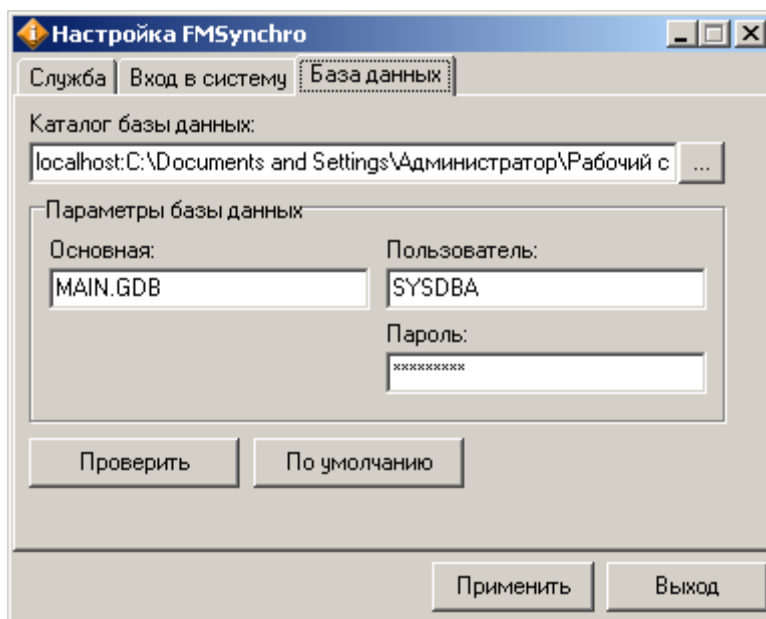 Настройка FMSynchro
Служба Вход в систему База данных
Каталог базы данных:
localhost:C:\Documents and Settings\Администратор\Рабочий с ...
Параметры базы данных
Основная: Пользователь:
MAIN.GDB SYSDBA
Пароль:
×××××××××
Проверить По умолчанию
Применить Выход